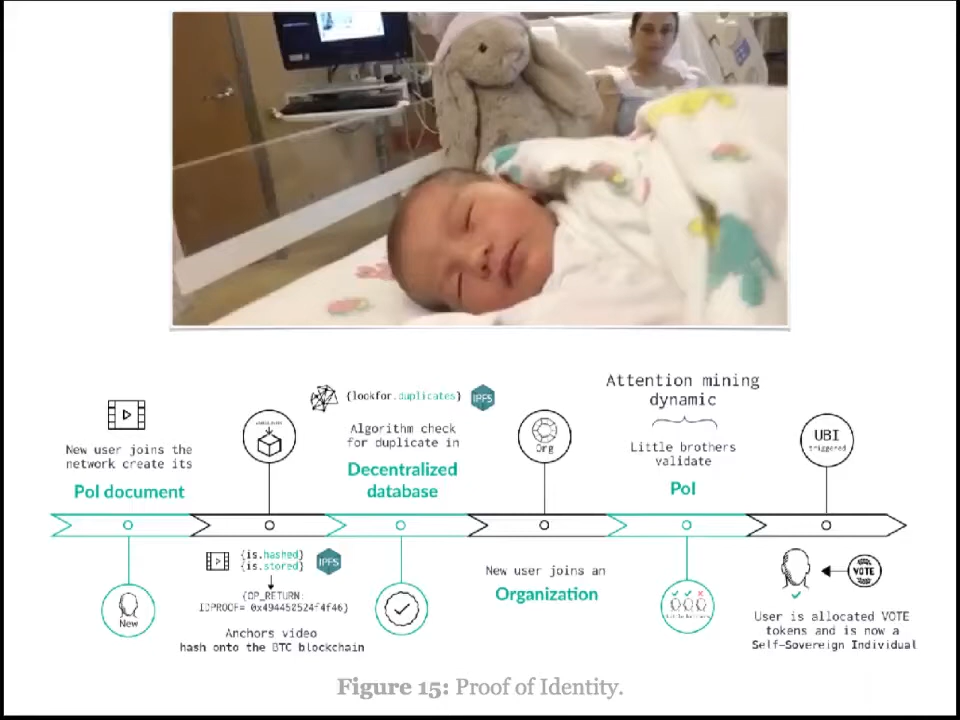 New user joins the
network create its
PoI document
New
{is.hashed}
{is.stored}
IPFS
Anchors video
hash onto the BTC blockchain
{lookfor.duplicates}
IPFS
Algorithm check
for duplicate in
Decentralized
database
Org
New user joins an
Organization
Attention mining
dynamic
Little brothers
validate
PoI
UBI
triggered
VOTE
User is allocated VOTE
tokens and is now a
Self-Sovereign Individual
Figure 15: Proof of Identity.